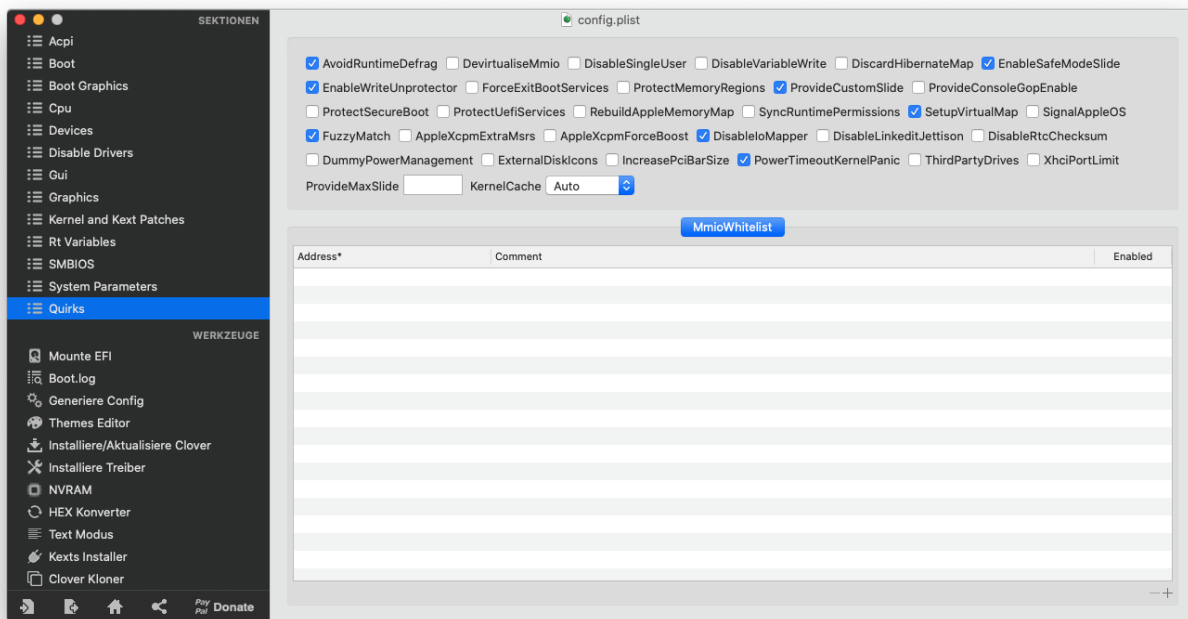 SEKTIONEN
Acpi
Boot
Boot Graphics
Cpu
Devices
Disable Drivers
Gui
Graphics
Kernel and Kext Patches
Rt Variables
SMBIOS
System Parameters
Quirks
WERKZEUGE
Mounte EFI
Boot.log
Generiere Config
Themes Editor
Installiere/Aktualisiere Clover
Installiere Treiber
NVRAM
HEX Konverter
Text Modus
Kexts Installer
Clover Kloner
Pay Pal Donate
config.plist
AvoidRuntimeDefrag DevirtualiseMmio DisableSingleUser DisableVariableWrite DiscardHibernateMap EnableSafeModeSlide
EnableWriteUnprotector ForceExitBootServices ProtectMemoryRegions ProvideCustomSlide ProvideConsoleGopEnable
ProtectSecureBoot ProtectUefiServices RebuildAppleMemoryMap SyncRuntimePermissions SetupVirtualMap SignalAppleOS
FuzzyMatch AppleXcpmExtraMsrs AppleXcpmForceBoost DisableIoMapper DisableLinkeditJettison DisableRtcChecksum
DummyPowerManagement ExternalDiskIcons IncreasePciBarSize PowerTimeoutKernelPanic ThirdPartyDrives XhciPortLimit
ProvideMaxSlide KernelCache Auto
MmioWhitelist
Address* Comment Enabled